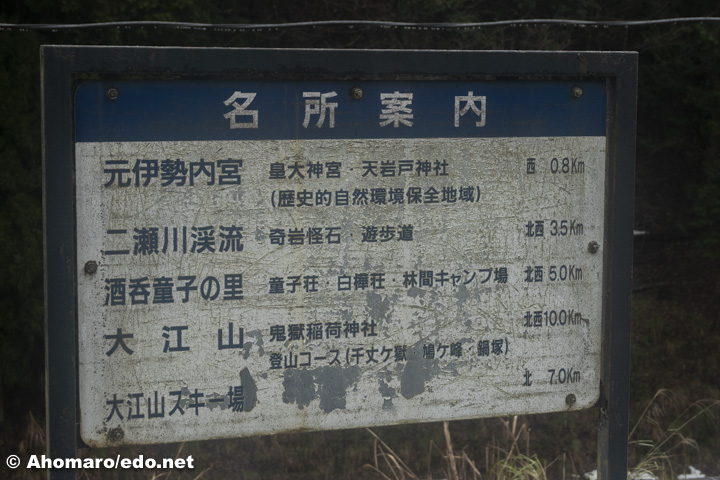 名所案内
元伊勢内宮 皇大神宮・天岩戸神社 西 0.8Km
(歴史的自然環境保全地域)
二瀬川渓流 奇岩怪石・遊歩道 北西 3.5Km
酒呑童子の里 童子荘・白樺荘・林間キャンプ場 北西 5.0Km
大江山 鬼獄稲荷神社 北西 10.0Km
登山コース(千丈ケ獄・鳩ケ峰・鍋塚)
大江山スキー場 北 7.0Km
© Ahomaro/edo.net